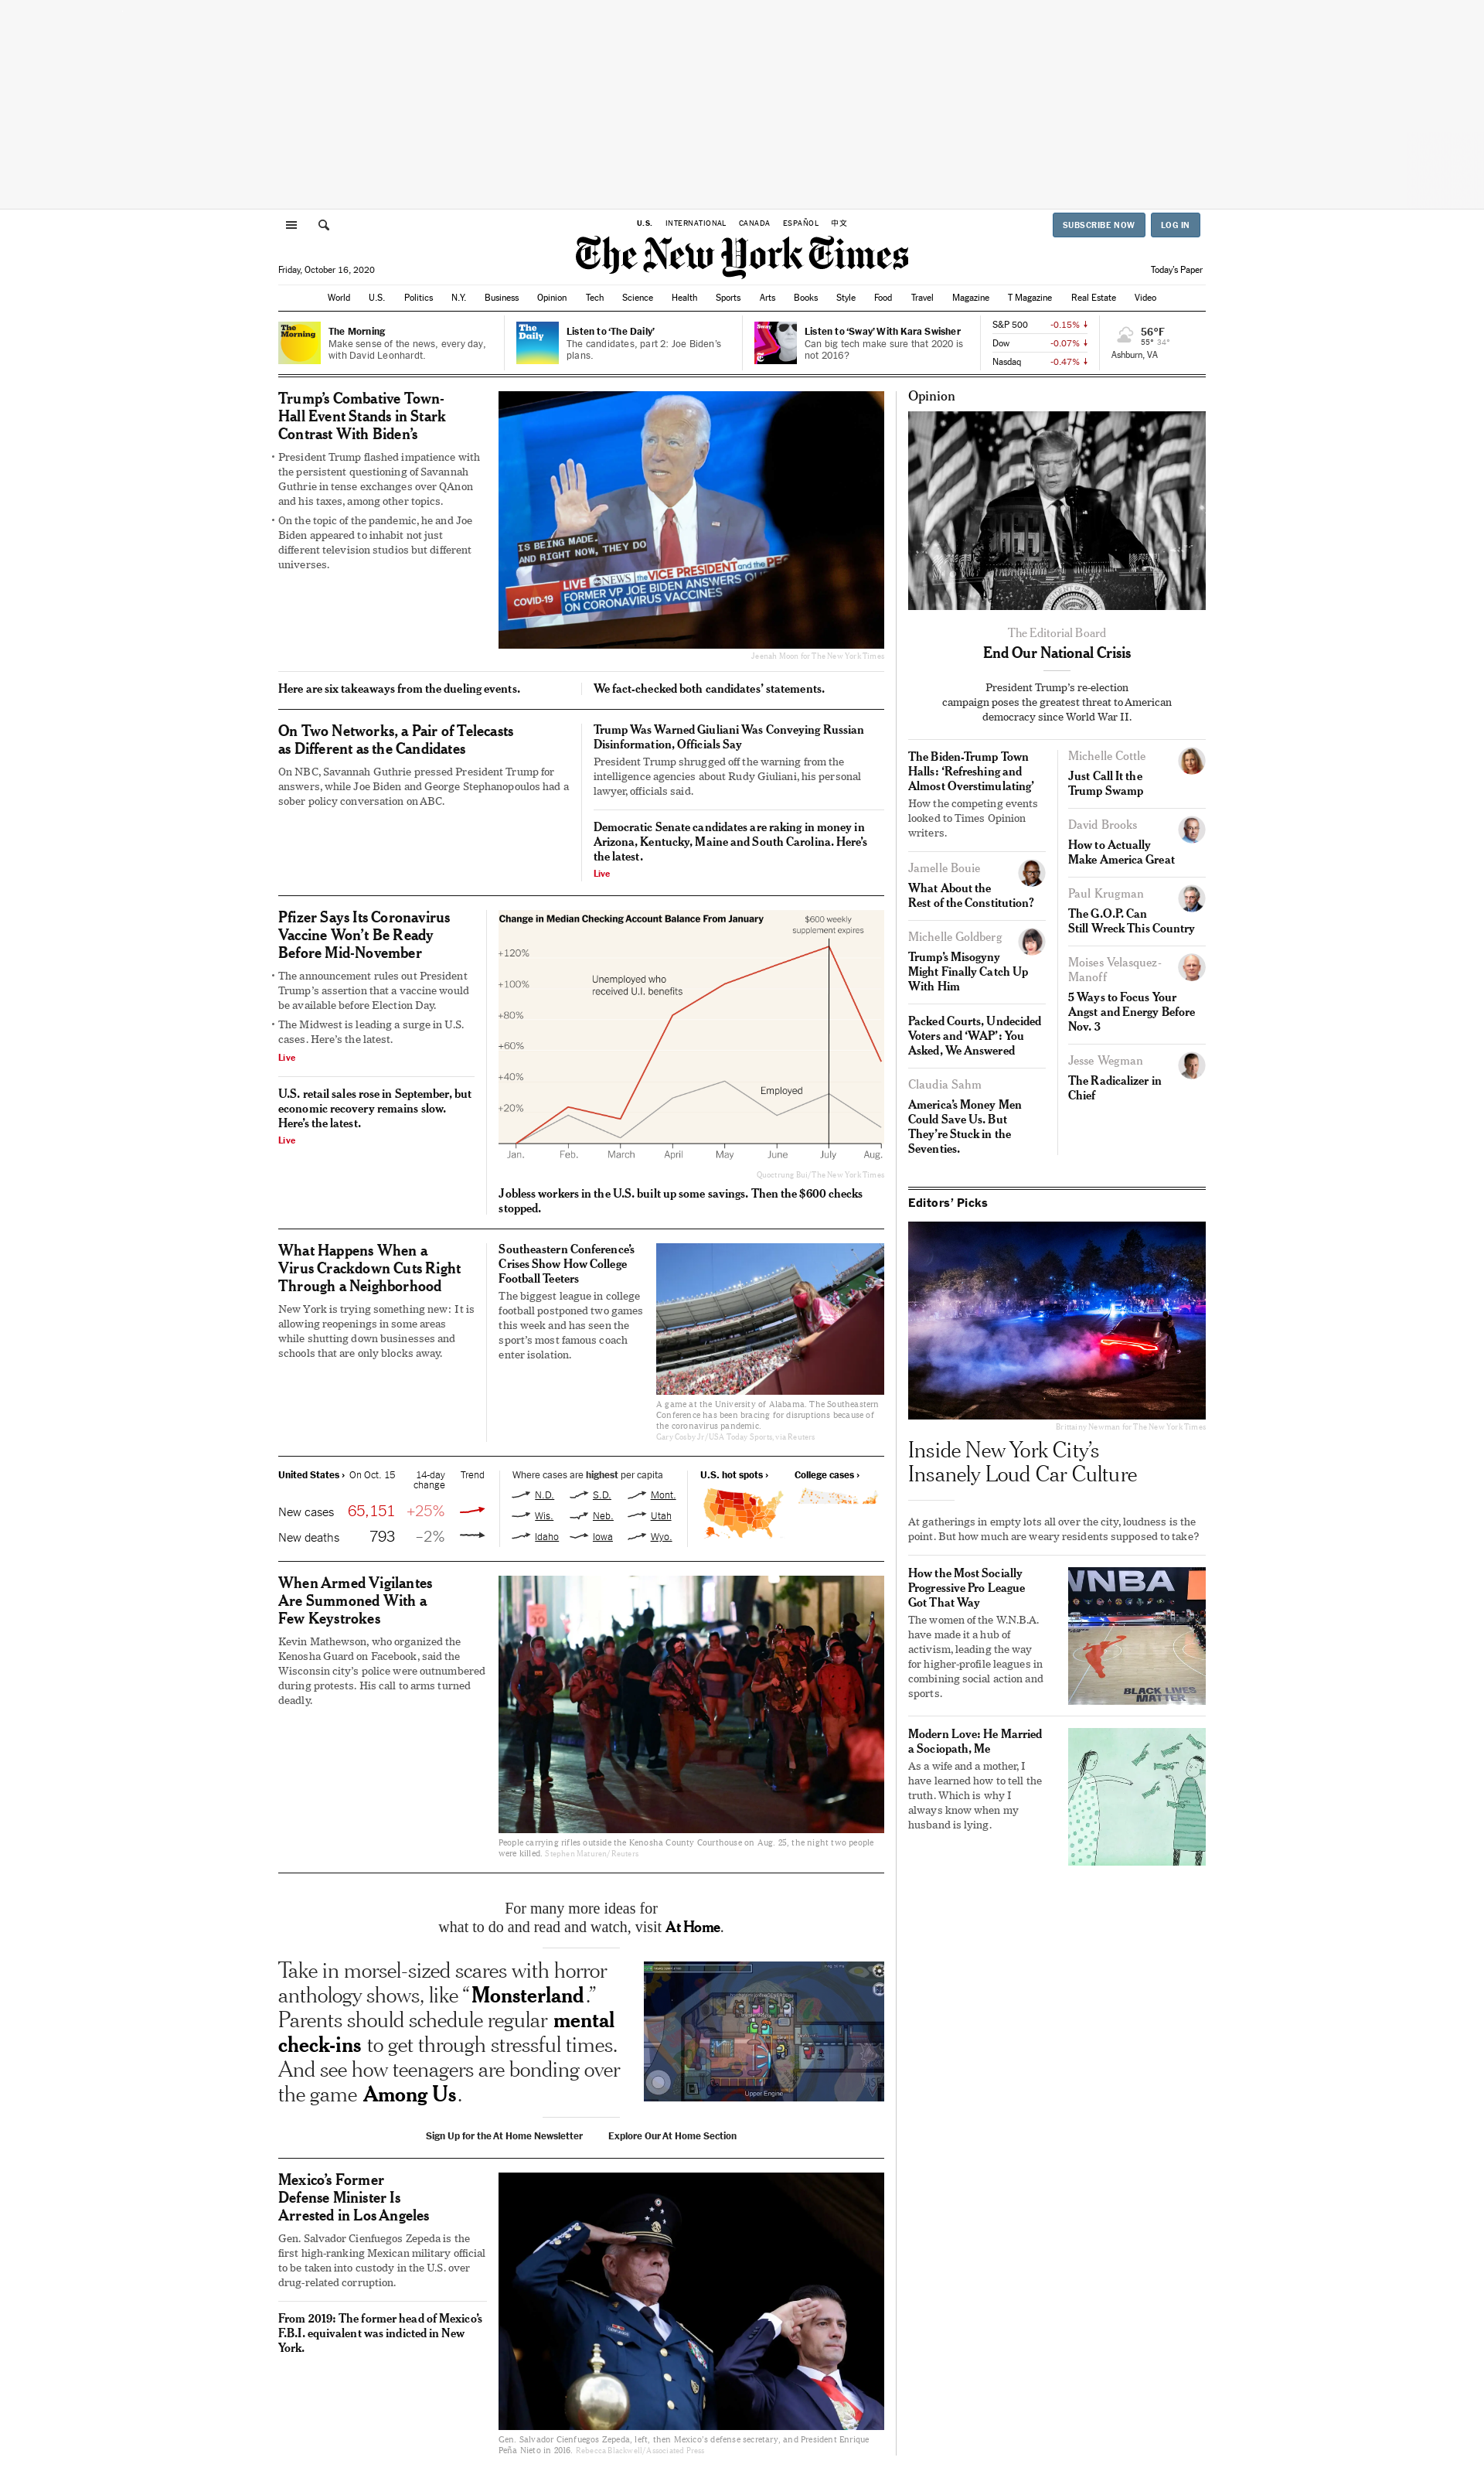 U.S. INTERNATIONAL CANADA ESPAÑOL 中文
SUBSCRIBE NOW LOG IN
The New York Times
Friday, October 16, 2020
Today's Paper
World U.S. Politics N.Y. Business Opinion Tech Science Health Sports Arts Books Style Food Travel Magazine T Magazine Real Estate Video
The Morning
The Morning
Make sense of the news, every day,
with David Leonhardt.
The Daily
Listen to ‘The Daily’
The candidates, part 2: Joe Biden’s
plans.
Sway
Listen to ‘Sway’ With Kara Swisher
Can big tech make sure that 2020 is
not 2016?
S&P 500 -0.15% ↓
Dow -0.07% ↓
Nasdaq -0.47% ↓
56°F
55° 34°
Ashburn, VA
Trump’s Combative Town-
Hall Event Stands in Stark
Contrast With Biden’s
• President Trump flashed impatience with
the persistent questioning of Savannah
Guthrie in tense exchanges over QAnon
and his taxes, among other topics.
• On the topic of the pandemic, he and Joe
Biden appeared to inhabit not just
different television studios but different
universes.
IS BEING MADE.
AND RIGHT NOW, THEY DO
LIVE abc NEWS the VICE PRESIDENT and the
COVID-19
FORMER VP JOE BIDEN ANSWERS
ON CORONAVIRUS VACCINES
Jeenah Moon for The New York Times
Here are six takeaways from the dueling events.
We fact-checked both candidates’ statements.
On Two Networks, a Pair of Telecasts
as Different as the Candidates
On NBC, Savannah Guthrie pressed President Trump for
answers, while Joe Biden and George Stephanopoulos had a
sober policy conversation on ABC.
Trump Was Warned Giuliani Was Conveying Russian
Disinformation, Officials Say
President Trump shrugged off the warning from the
intelligence agencies about Rudy Giuliani, his personal
lawyer, officials said.
Democratic Senate candidates are raking in money in
Arizona, Kentucky, Maine and South Carolina. Here’s
the latest.
Live
Pfizer Says Its Coronavirus
Vaccine Won’t Be Ready
Before Mid-November
• The announcement rules out President
Trump’s assertion that a vaccine would
be available before Election Day.
• The Midwest is leading a surge in U.S.
cases. Here’s the latest.
Live
U.S. retail sales rose in September, but
economic recovery remains slow.
Here’s the latest.
Live
Change in Median Checking Account Balance From January
$600 weekly
supplement expires
+120%
+100%
+80%
+60%
+40%
+20%
Unemployed who
received U.I. benefits
Employed
Jan. Feb. March April May June July Aug.
Quoctrung Bui/The New York Times
Jobless workers in the U.S. built up some savings. Then the $600 checks
stopped.
What Happens When a
Virus Crackdown Cuts Right
Through a Neighborhood
New York is trying something new: It is
allowing reopenings in some areas
while shutting down businesses and
schools that are only blocks away.
Southeastern Conference’s
Crises Show How College
Football Teeters
The biggest league in college
football postponed two games
this week and has seen the
sport’s most famous coach
enter isolation.
A game at the University of Alabama. The Southeastern
Conference has been bracing for disruptions because of
the coronavirus pandemic.
Gary Cosby Jr/USA Today Sports, via Reuters
United States › On Oct. 15 14-day
change Trend
New cases 65,151 +25%
New deaths 793 –2%
Where cases are highest per capita
N.D. S.D. Mont.
Wis. Neb. Utah
Idaho Iowa Wyo.
U.S. hot spots ›
College cases ›
When Armed Vigilantes
Are Summoned With a
Few Keystrokes
Kevin Mathewson, who organized the
Kenosha Guard on Facebook, said the
Wisconsin city’s police were outnumbered
during protests. His call to arms turned
deadly.
People carrying rifles outside the Kenosha County Courthouse on Aug. 25, the night two people
were killed. Stephen Maturen/Reuters
For many more ideas for
what to do and read and watch, visit At Home.
Take in morsel-sized scares with horror
anthology shows, like “Monsterland.”
Parents should schedule regular mental
check-ins to get through stressful times.
And see how teenagers are bonding over
the game Among Us.
Upper Engine
Sign Up for the At Home Newsletter
Explore Our At Home Section
Mexico’s Former
Defense Minister Is
Arrested in Los Angeles
Gen. Salvador Cienfuegos Zepeda is the
first high-ranking Mexican military official
to be taken into custody in the U.S. over
drug-related corruption.
From 2019: The former head of Mexico’s
F.B.I. equivalent was indicted in New
York.
Gen. Salvador Cienfuegos Zepeda, left, then Mexico’s defense secretary, and President Enrique
Peña Nieto in 2016. Rebecca Blackwell/Associated Press
Opinion
The Editorial Board
End Our National Crisis
President Trump’s re-election
campaign poses the greatest threat to American
democracy since World War II.
The Biden-Trump Town
Halls: ‘Refreshing and
Almost Overstimulating’
How the competing events
looked to Times Opinion
writers.
Jamelle Bouie
What About the
Rest of the Constitution?
Michelle Goldberg
Trump’s Misogyny
Might Finally Catch Up
With Him
Packed Courts, Undecided
Voters and ‘WAP’: You
Asked, We Answered
Claudia Sahm
America’s Money Men
Could Save Us. But
They’re Stuck in the
Seventies.
Michelle Cottle
Just Call It the
Trump Swamp
David Brooks
How to Actually
Make America Great
Paul Krugman
The G.O.P. Can
Still Wreck This Country
Moises Velasquez-
Manoff
5 Ways to Focus Your
Angst and Energy Before
Nov. 3
Jesse Wegman
The Radicalizer in
Chief
Editors’ Picks
Brittainy Newman for The New York Times
Inside New York City’s
Insanely Loud Car Culture
At gatherings in empty lots all over the city, loudness is the
point. But how much are weary residents supposed to take?
How the Most Socially
Progressive Pro League
Got That Way
The women of the W.N.B.A.
have made it a hub of
activism, leading the way
for higher-profile leagues in
combining social action and
sports.
WNBA
BLACK LIVES
MATTER
Modern Love: He Married
a Sociopath, Me
As a wife and a mother, I
have learned how to tell the
truth. Which is why I
always know when my
husband is lying.